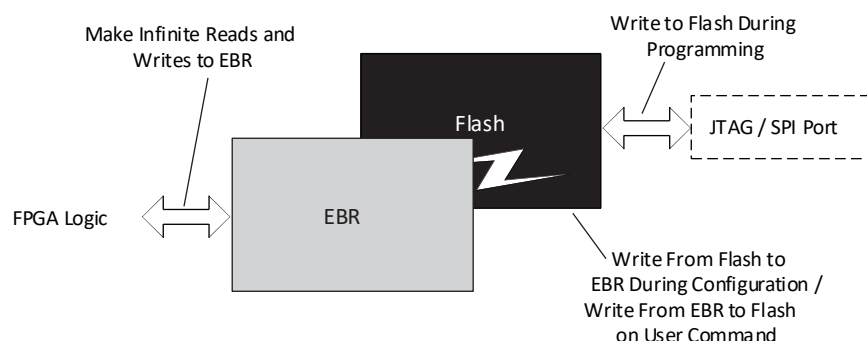 Make Infinite Reads and
Writes to EBR
Write to Flash During
Programming
Flash
JTAG / SPI Port
FPGA Logic
EBR
Write From Flash to
EBR During Configuration /
Write From EBR to Flash
on User Command